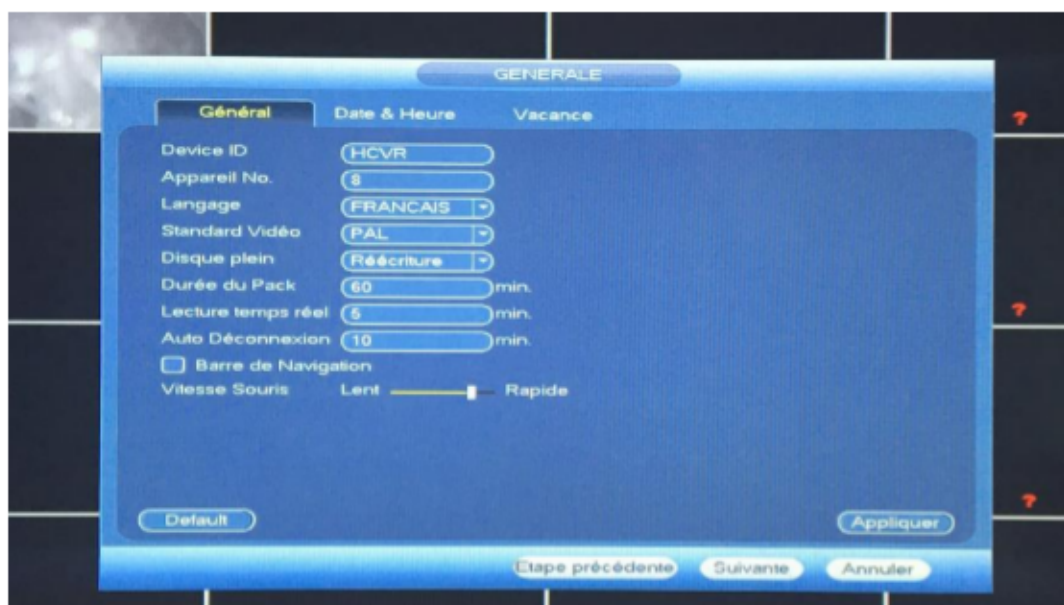 GENERALE
Général Date & Heure Vacance
?
Device ID HCVR
Appareil No. 8
Langage FRANCAIS
Standard Vidéo PAL
Disque plein Réécriture
Durée du Pack 60 min.
Lecture temps réel 5 min.
?
Auto Déconnexion 10 min.
Barre de Navigation
Vitesse Souris Lent Rapide
?
Default Appliquer
Etape précédente Suivante Annuler